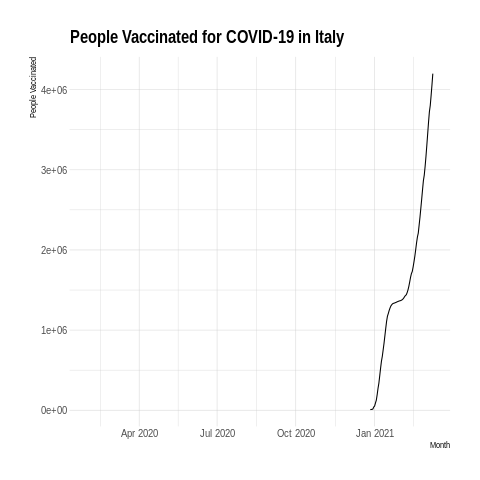 People Vaccinated for COVID-19 in Italy
People Vaccinated
4e+06
3e+06
2e+06
1e+06
0e+00
Apr 2020
Jul 2020
Oct 2020
Jan 2021
Month